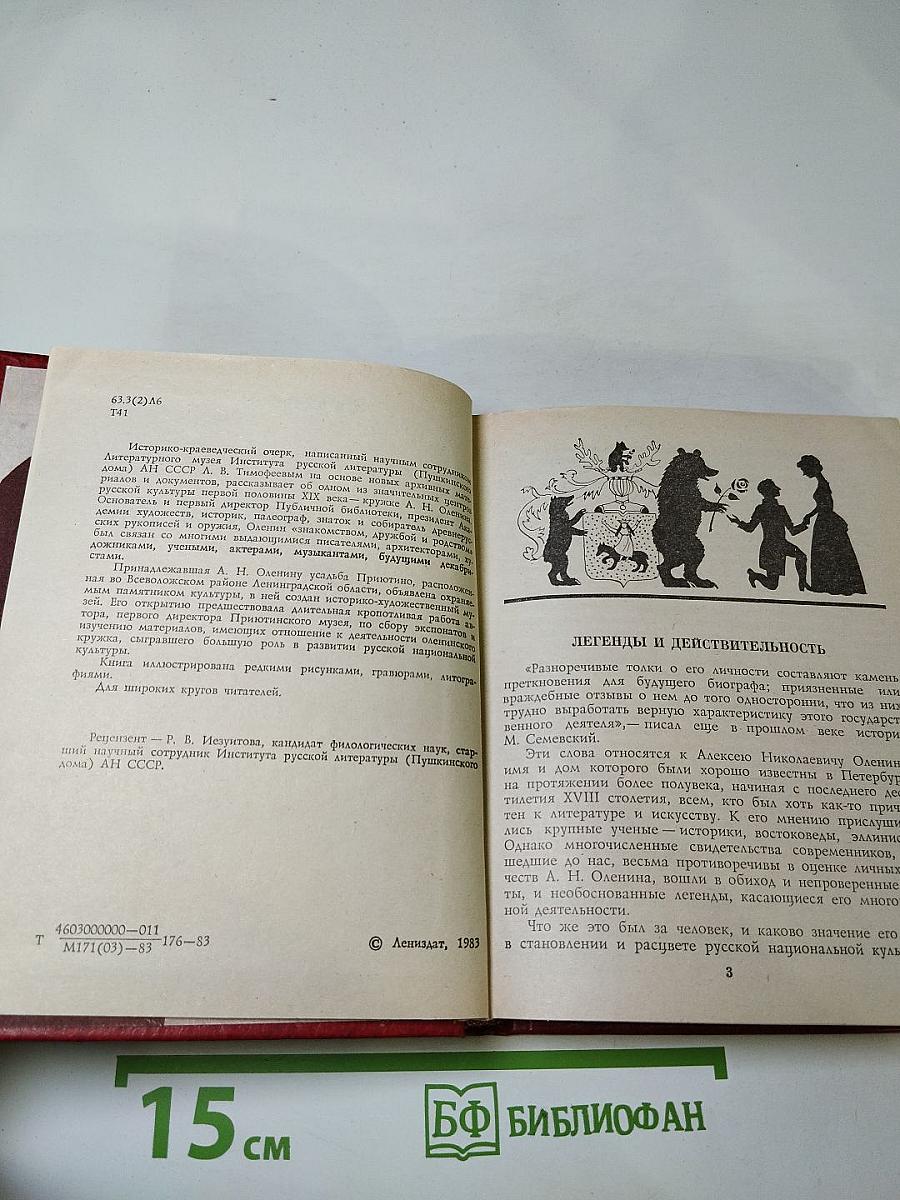 63.3(2)Л6
Т41
Историко-краеведческий очерк, написанный научным сотрудником
Литературного музея Института русской литературы (Пушкинского
дома) АН СССР Л. В. Тимофеевым на основе новых архивных мате-
риалов и документов, рассказывает об одном из значительных центров
русской культуры первой половины XIX века — кружке А. Н. Оленина.
Основатель и первый директор Публичной библиотеки, президент Ака-
демии художеств, историк, палеограф, знаток и собиратель древнерус-
ских рукописей и оружия, Оленин «знакомством, дружбой и родством»
был связан со многими выдающимися писателями, архитекторами, ху-
дожниками, учеными, актерами, музыкантами, будущими декабри-
стами.
Принадлежавшая А. Н. Оленину усадьба Приютино, расположен-
ная во Всеволожском районе Ленинградской области, объявлена охраняе-
мым памятником культуры, в ней создан историко-художественный му-
зей. Его открытию предшествовала длительная кропотливая работа ав-
тора, первого директора Приютинского музея, по сбору экспонатов и
изучению материалов, имеющих отношение к деятельности оленинского
кружка, сыгравшего большую роль в развитии русской национальной
культуры.
Книга иллюстрирована редкими рисунками, гравюрами, литогра-
фиями.
Для широких кругов читателей.
Рецензент — Р. В. Иезуитова, кандидат филологических наук, стар-
ший научный сотрудник Института русской литературы (Пушкинского
дома) АН СССР.
Т 4603000000—011
М171(03)—83 176—83
© Лениздат, 1983
ЛЕГЕНДЫ И ДЕЙСТВИТЕЛЬНОСТЬ
«Разноречивые толки о его личности составляют камень
преткновения для будущего биографа; приязненные или
враждебные отзывы о нем до того односторонни, что из них
трудно выработать верную характеристику этого государст
венного деятеля»,— писал еще в прошлом веке истори
М. Семевский.
Эти слова относятся к Алексею Николаевичу Оленин
имя и дом которого были хорошо известны в Петербур
на протяжении более полувека, начиная с последнего дес
тилетия XVIII столетия, всем, кто был хоть как-то прич
тен к литературе и искусству. К его мнению прислуши
лись крупные ученые — историки, востоковеды, эллинис
Однако многочисленные свидетельства современников,
шедшие до нас, весьма противоречивы в оценке личных
честв А. Н. Оленина, вошли в обиход и непроверенные
ты, и необоснованные легенды, касающиеся его много
ной деятельности.
Что же это был за человек, и каково значение его
в становлении и расцвете русской национальной куль
3
15 см
БФ БИБЛИОФАН